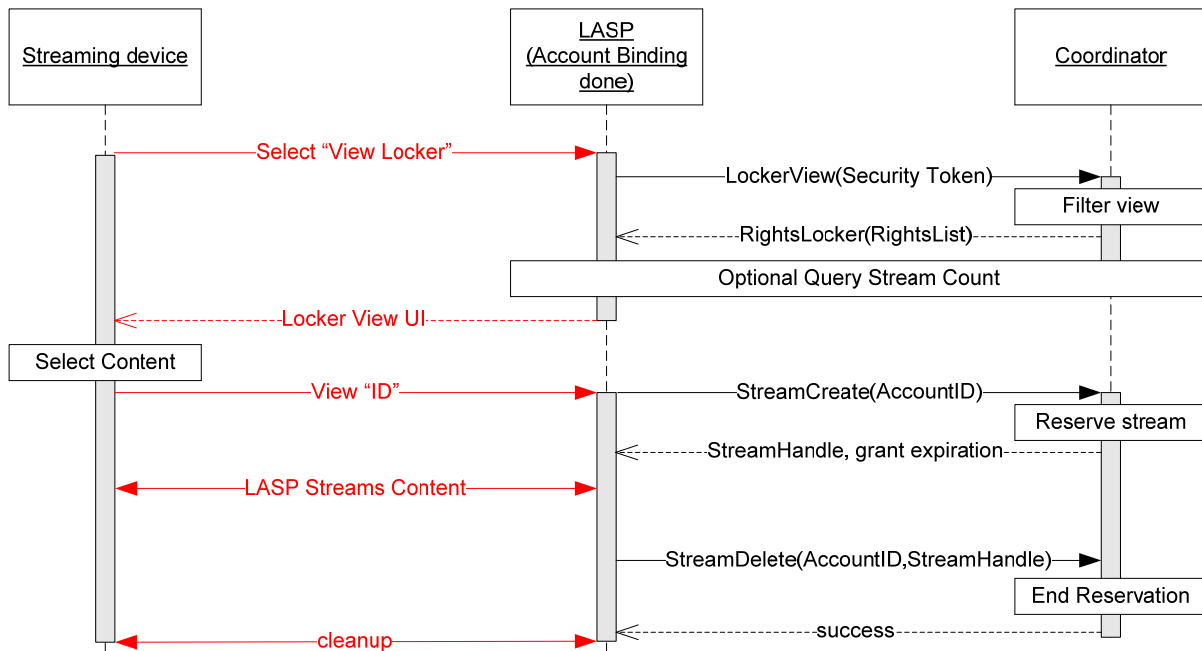 Streaming device
LASP
(Account Binding
done)
Coordinator
Select “View Locker”
LockerView(Security Token)
Filter view
RightsLocker(RightsList)
Optional Query Stream Count
Locker View UI
Select Content
View “ID”
StreamCreate(AccountID)
Reserve stream
StreamHandle, grant expiration
LASP Streams Content
StreamDelete(AccountID,StreamHandle)
End Reservation
success
cleanup